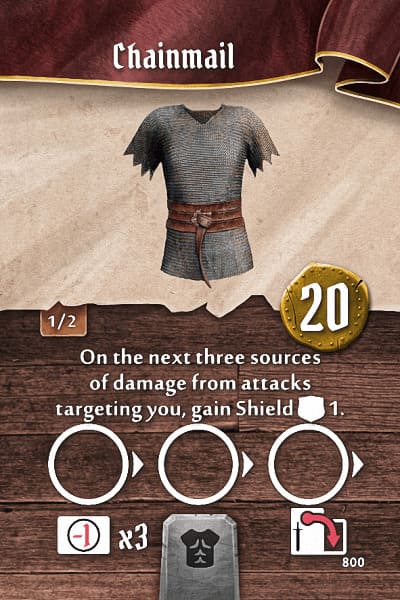 Chainmail
20
1/2
On the next three sources
of damage from attacks
targeting you, gain Shield 1.
-1 x3
800